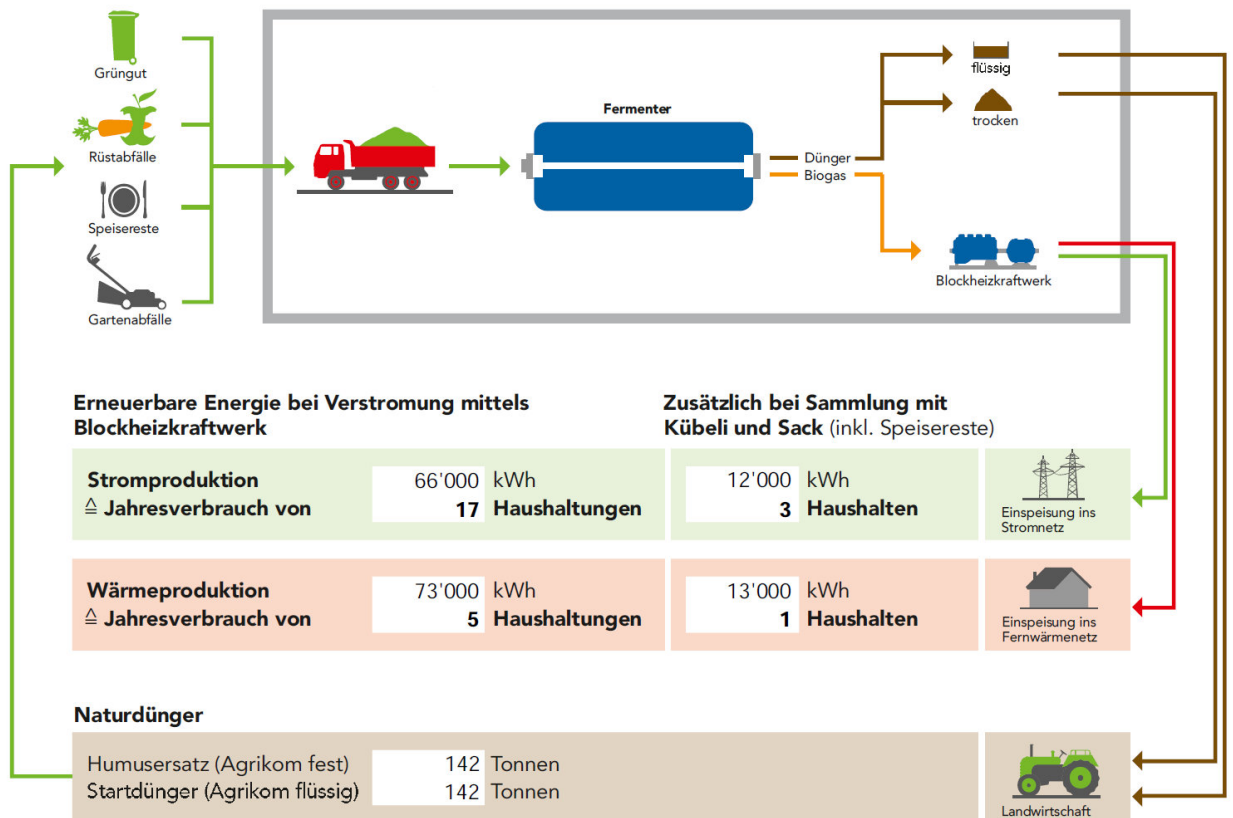 Grüngut
Rüstabfälle
Speisereste
Gartenabfälle
Fermenter
Dünger
Biogas
flüssig
trocken
Blockheizkraftwerk
Erneuerbare Energie bei Verstromung mittels
Blockheizkraftwerk
Zusätzlich bei Sammlung mit
Kübeli und Sack (inkl. Speisereste)
Stromproduktion 66'000 kWh 12'000 kWh
≙ Jahresverbrauch von 17 Haushaltungen 3 Haushalten
Einspeisung ins
Stromnetz
Wärmeproduktion 73'000 kWh 13'000 kWh
≙ Jahresverbrauch von 5 Haushaltungen 1 Haushalten
Einspeisung ins
Fernwärmenetz
Naturdünger
Humusersatz (Agrikom fest) 142 Tonnen
Startdünger (Agrikom flüssig) 142 Tonnen
Landwirtschaft